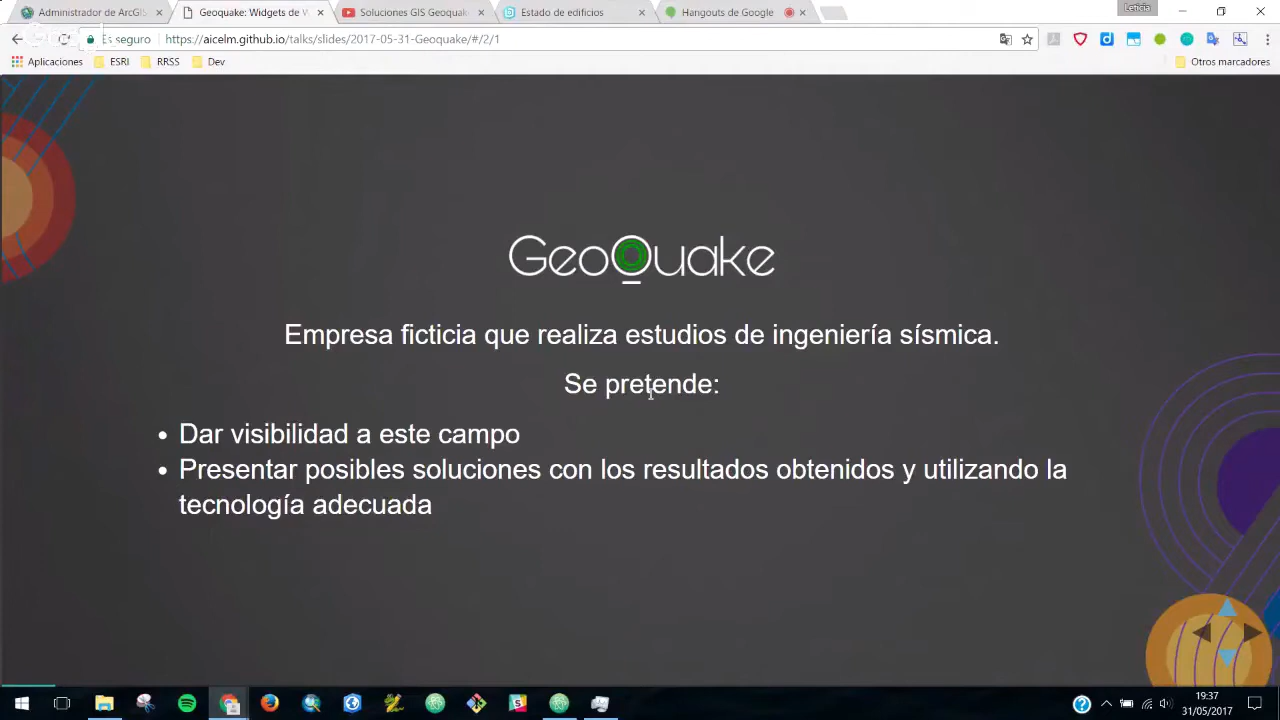 Leticia
Administrador de ArcGIS
Geoquake: Widgets de W
Soluciones GIS Geoquak
Estado de edificios
Hangouts de Google
seguro
https://aicelm.github.io/talks/slides/2017-05-31-Geoquake/#/2/1
Aplicaciones
ESRI
RRSS
Dev
Otros marcadores
GeoQuake
Empresa ficticia que realiza estudios de ingeniería sísmica.
Se pretende:
• Dar visibilidad a este campo
• Presentar posibles soluciones con los resultados obtenidos y utilizando la
tecnología adecuada
19:37
31/05/2017